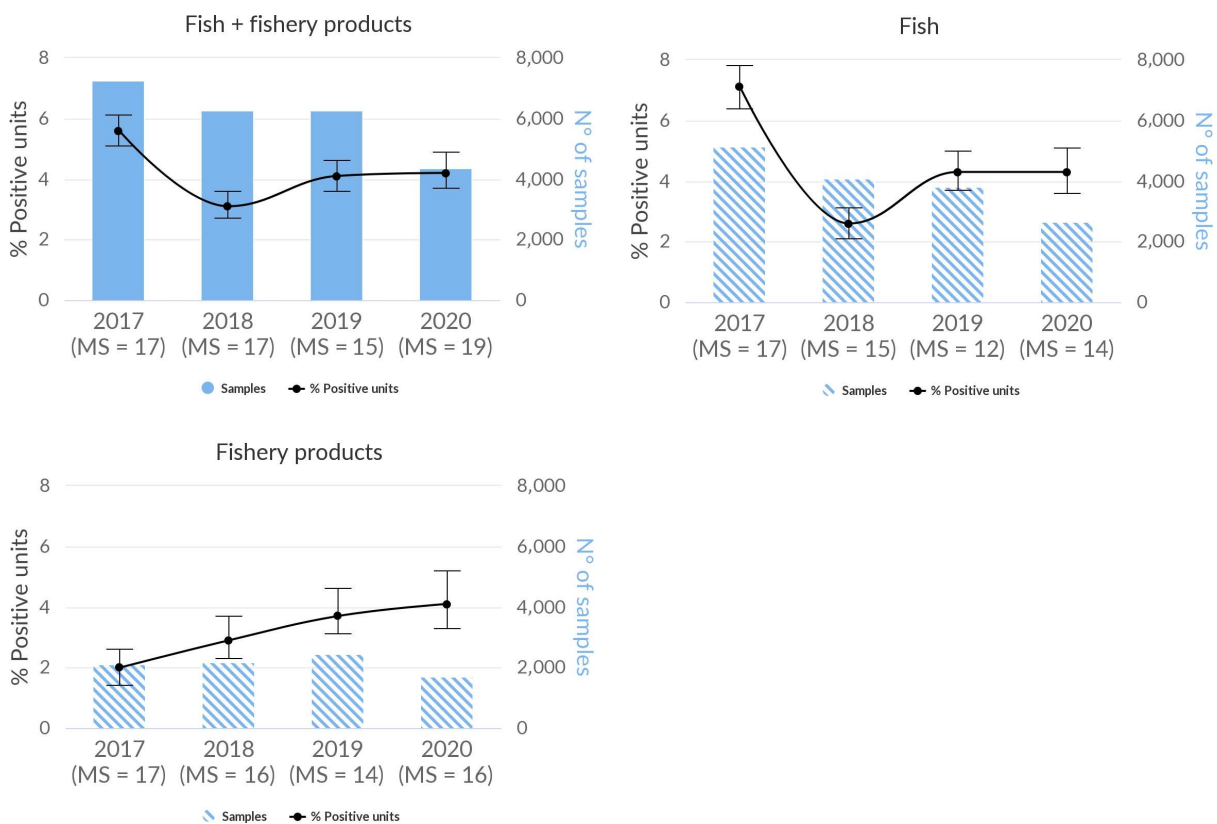 Fish + fishery products
8
6
4
2
0
% Positive units
8,000
6,000
4,000
2,000
0
N° of samples
2017 2018 2019 2020
(MS = 17) (MS = 17) (MS = 15) (MS = 19)
Samples % Positive units
Fish
8
6
4
2
0
% Positive units
8,000
6,000
4,000
2,000
0
N° of samples
2017 2018 2019 2020
(MS = 17) (MS = 15) (MS = 12) (MS = 14)
Samples % Positive units
Fishery products
8
6
4
2
0
% Positive units
8,000
6,000
4,000
2,000
0
N° of samples
2017 2018 2019 2020
(MS = 17) (MS = 16) (MS = 14) (MS = 16)
Samples % Positive units